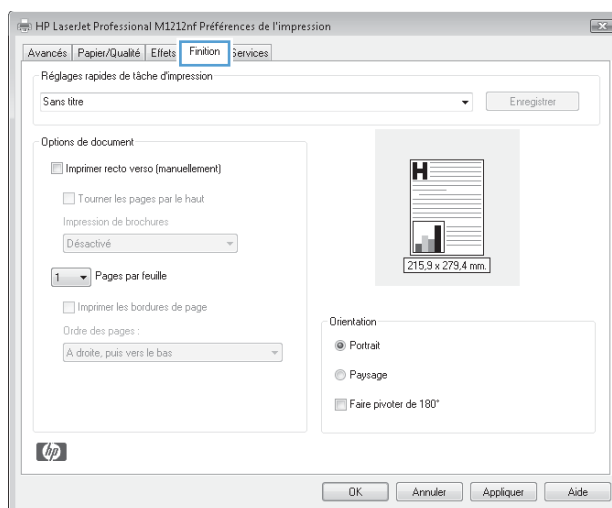 HP LaserJet Professional M1212nf Préférences de l'impression
Avancés Papier/Qualité Effets Finition Services
Réglages rapides de tâche d'impression
Sans titre Enregistrer
Options de document
Imprimer recto verso (manuellement)
Tourner les pages par le haut
Impression de brochures
Désactivé
1 Pages par feuille
Imprimer les bordures de page
Ordre des pages :
A droite, puis vers le bas
H
215,9 x 279,4 mm.
Orientation
Portrait
Paysage
Faire pivoter de 180°
hp
OK Annuler Appliquer Aide